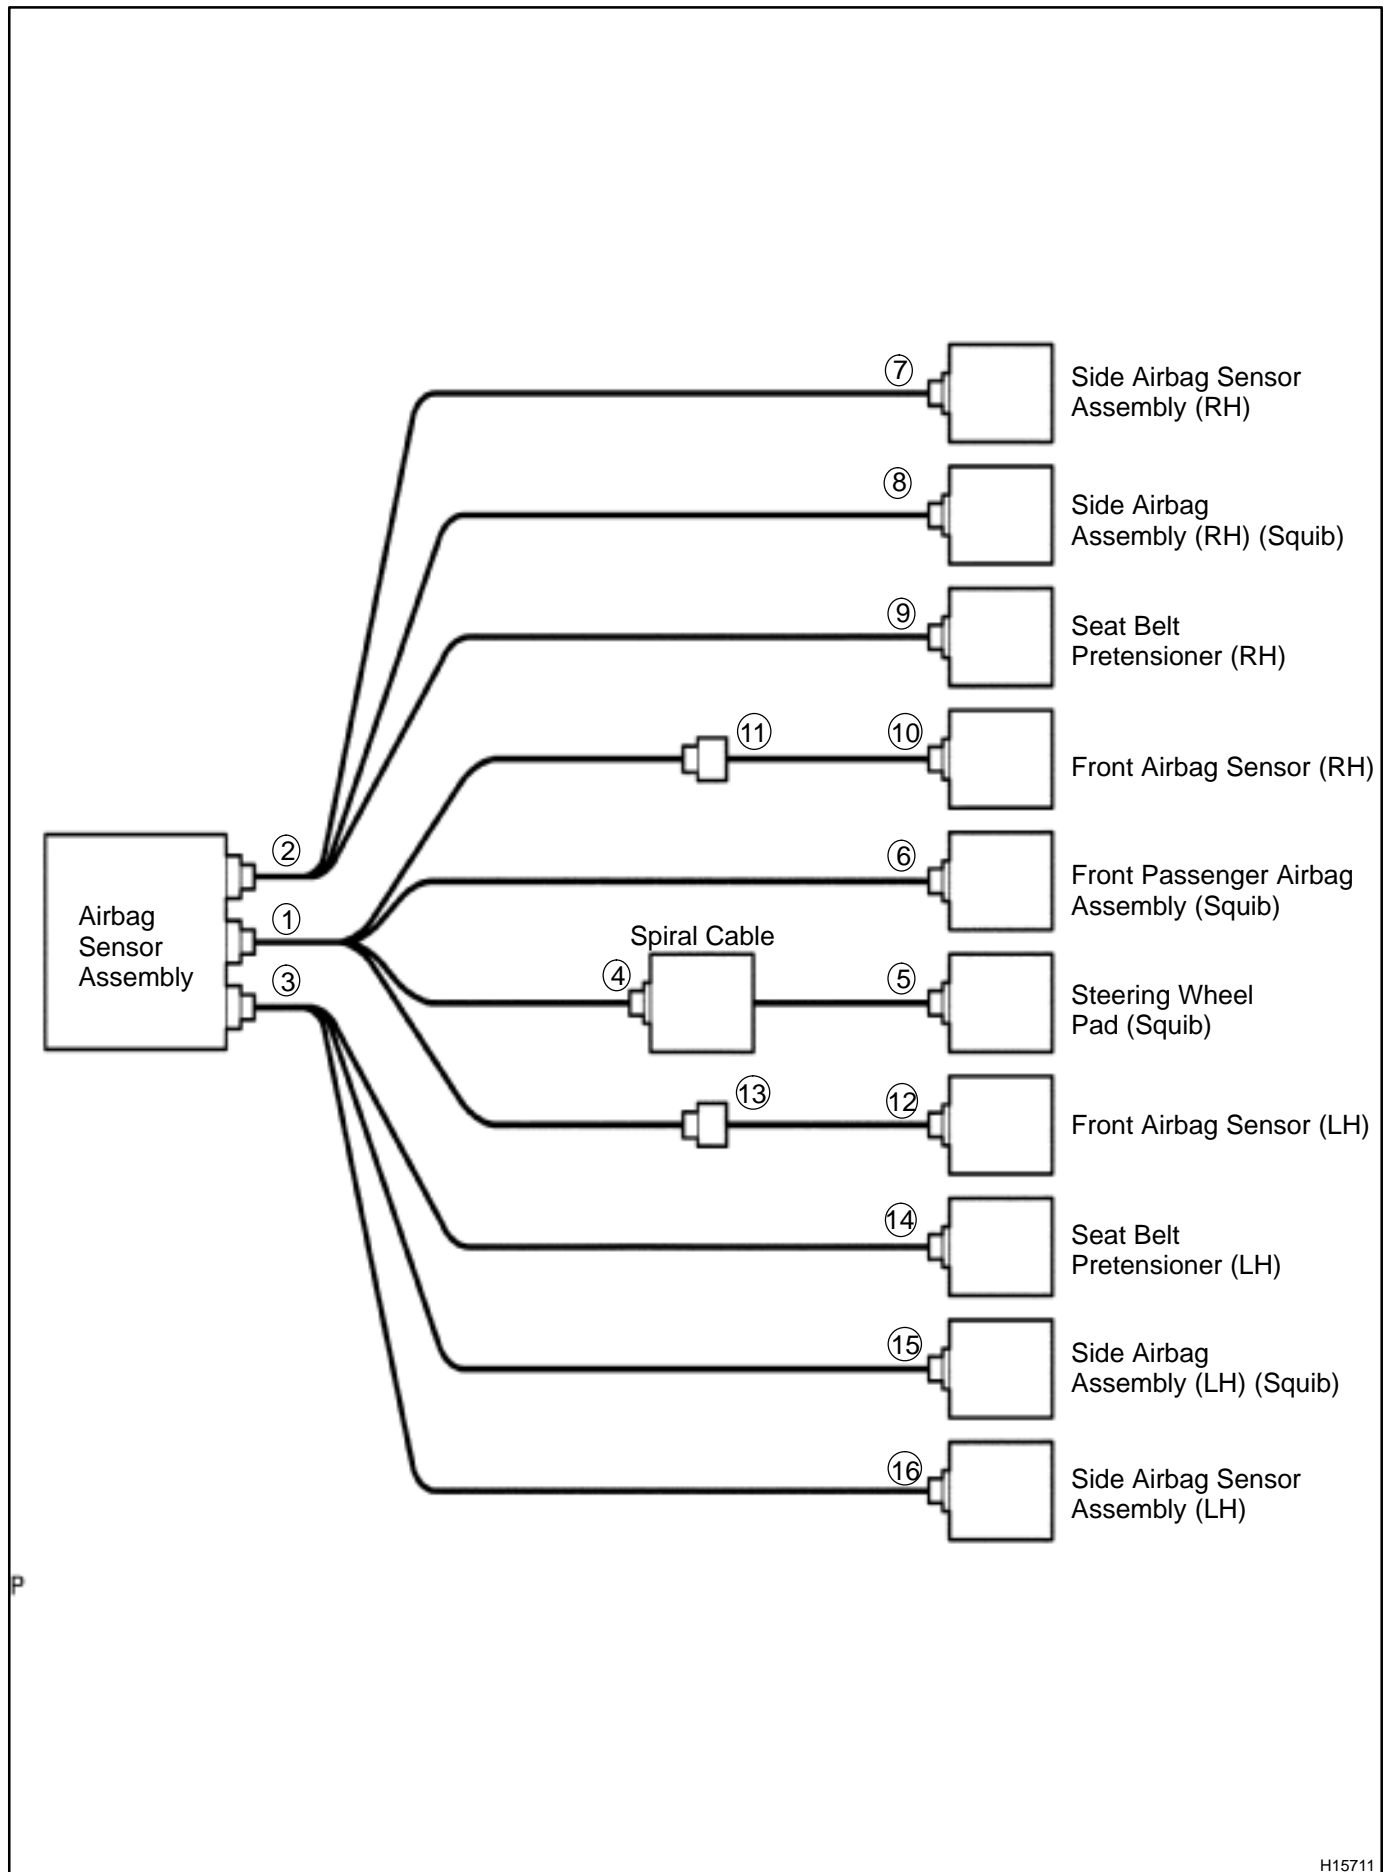 7
Side Airbag Sensor
Assembly (RH)
8
Side Airbag
Assembly (RH) (Squib)
9
Seat Belt
Pretensioner (RH)
11
10
Front Airbag Sensor (RH)
2
6
Front Passenger Airbag
Assembly (Squib)
Airbag
Sensor
Assembly
1
Spiral Cable
3
4
5
Steering Wheel
Pad (Squib)
13
12
Front Airbag Sensor (LH)
14
Seat Belt
Pretensioner (LH)
15
Side Airbag
Assembly (LH) (Squib)
16
Side Airbag Sensor
Assembly (LH)
P
H15711